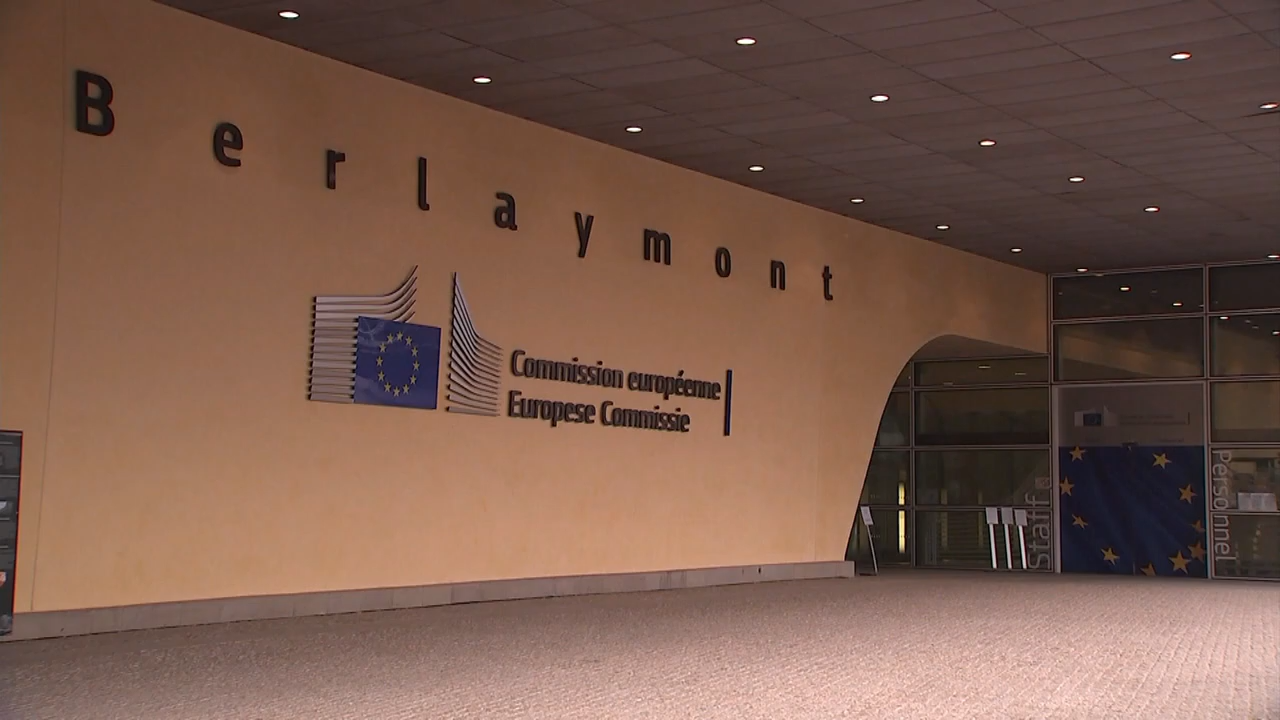 Berlaymont
Commission européenne
Europese Commissie
Staff
Personnel